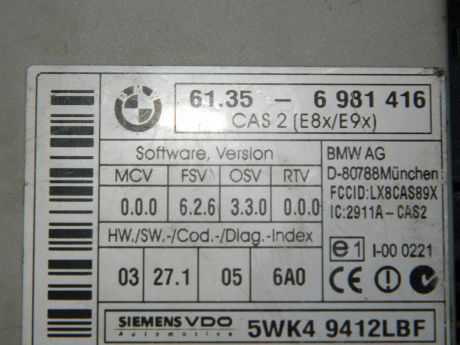 61.35 - 6 981 416
CAS 2 (E8x/E9x)
Software, Version
MCV FSV OSV RTV
0.0.0 6.2.6 3.3.0 0.0.0
HW./SW.-/Cod.-/Diag.-Index
03 27.1 05 6A0
BMW AG
D-80788München
FCCID:LX8CAS89X
IC:2911A-CAS2
e1 I-00 0221
CE
SIEMENS VDO
Automotive
5WK4 9412LBF